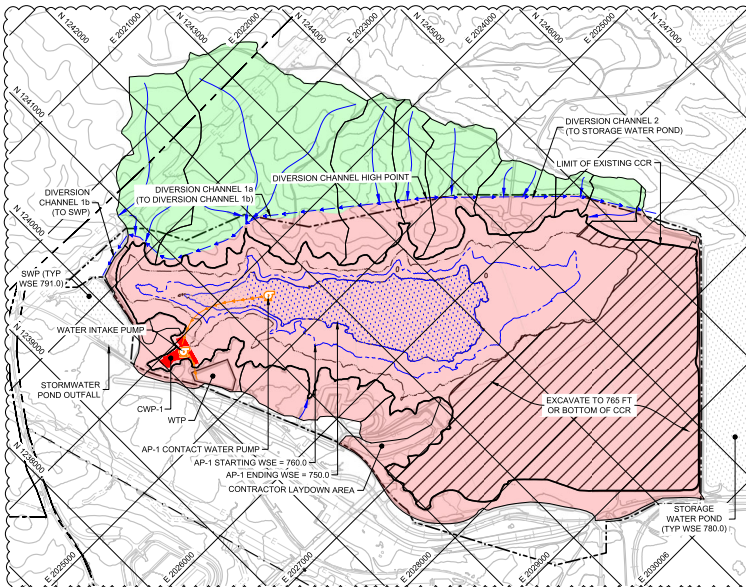 N 1242000
E 2021000
N 1243000
E 2022000
N 1244000
E 2023000
N 1245000
E 2024000
N 1246000
E 2025000
N 1247000
N 1241000
DIVERSION CHANNEL 2
(TO STORAGE WATER POND)
LIMIT OF EXISTING CCR
DIVERSION CHANNEL HIGH POINT
DIVERSION CHANNEL 1a
(TO DIVERSION CHANNEL 1b)
DIVERSION
CHANNEL 1b
(TO SWP)
N 1240000
SWP (TYP
WSE 791.0)
WATER INTAKE PUMP
N 1239000
STORMWATER
POND OUTFALL
CWP-1
WTP
EXCAVATE TO 765 FT
OR BOTTOM OF CCR
AP-1 CONTACT WATER PUMP
AP-1 STARTING WSE = 760.0
AP-1 ENDING WSE = 750.0
CONTRACTOR LAYDOWN AREA
N 1238000
STORAGE
WATER POND
(TYP WSE 780.0)
E 2025000
E 2026000
E 2027000
E 2028000
E 2029000
E 2030006